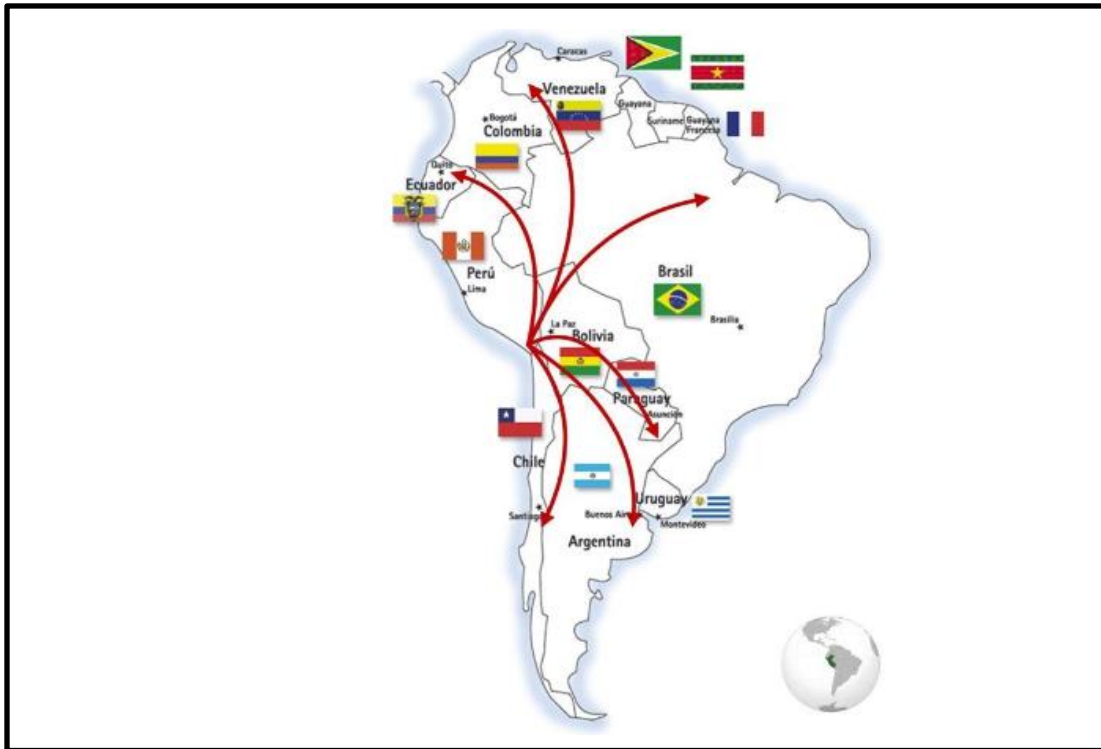 Caracas
Venezuela
Guayana
Suriname
Guayana
Francesa
Bogotá
Colombia
Quito
Ecuador
Perú
Lima
Brasil
Brasilia
La Paz
Bolivia
Paraguay
Asunción
Chile
Santiago
Uruguay
Buenos Aire
Montevideo
Argentina